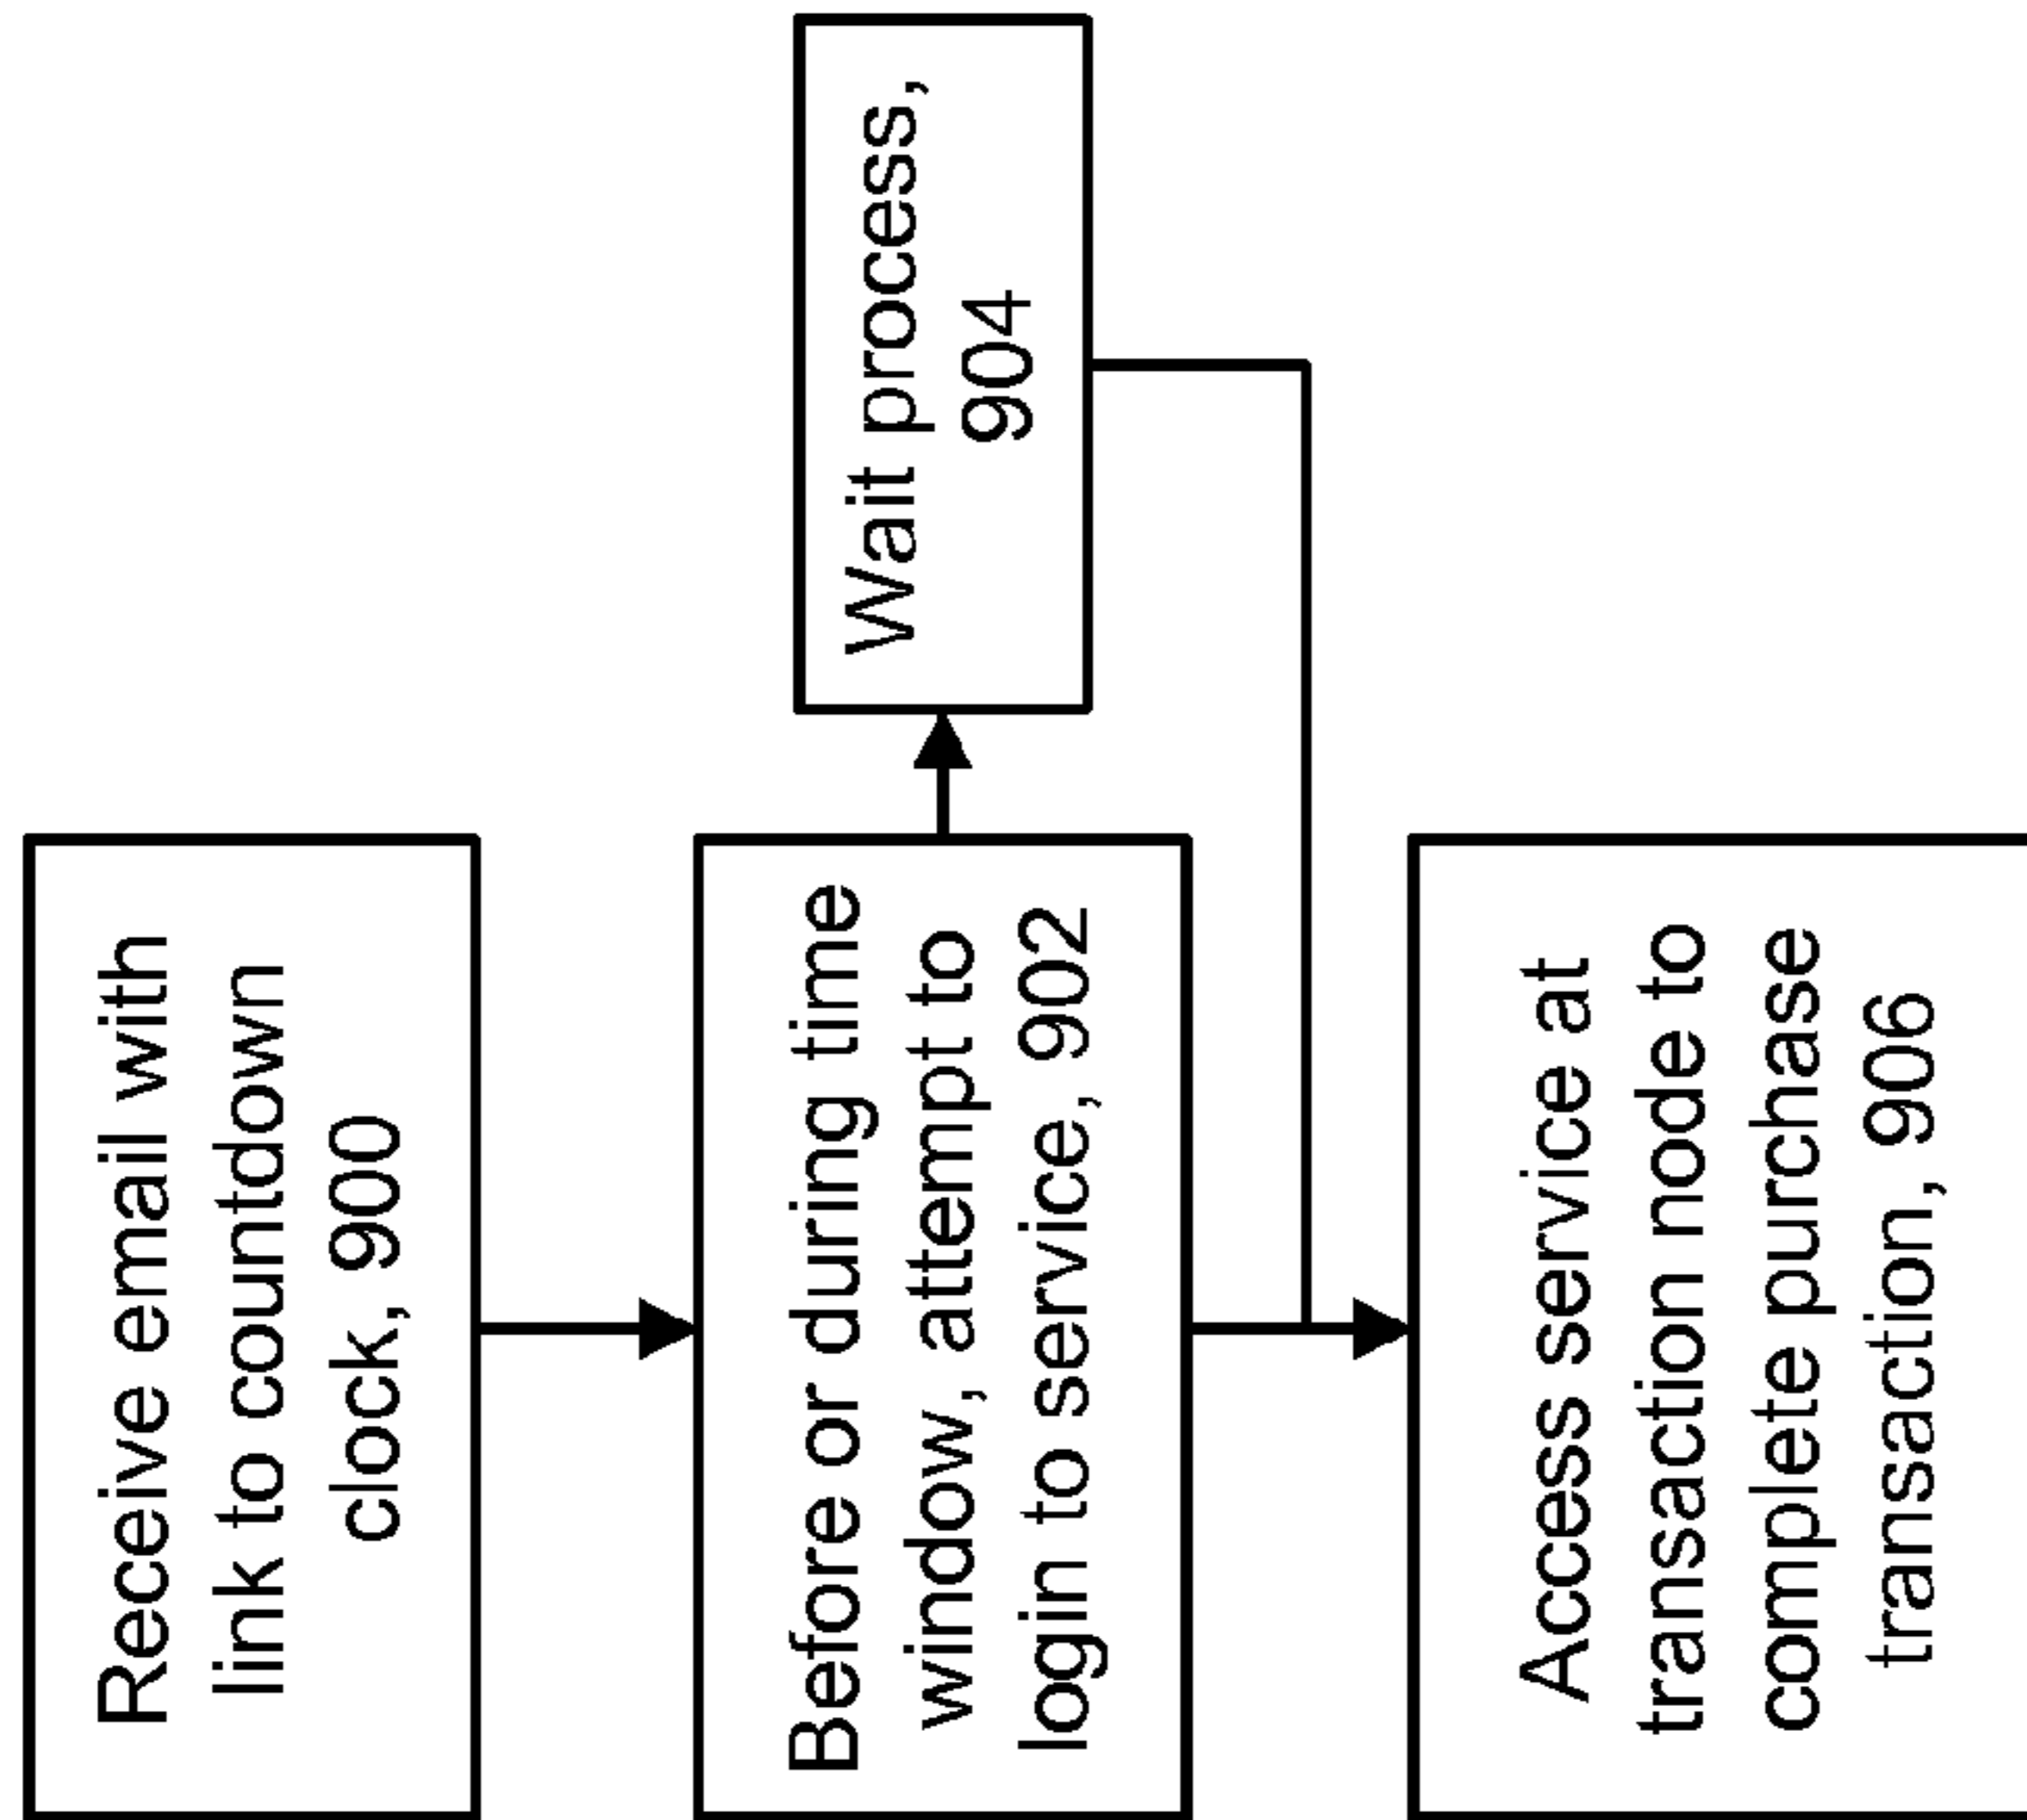 Receive email with
link to countdown
clock, 900
Before or during time
window, attempt to
login to service, 902
Wait process,
904
Access service at
transaction node to
complete purchase
transaction, 906